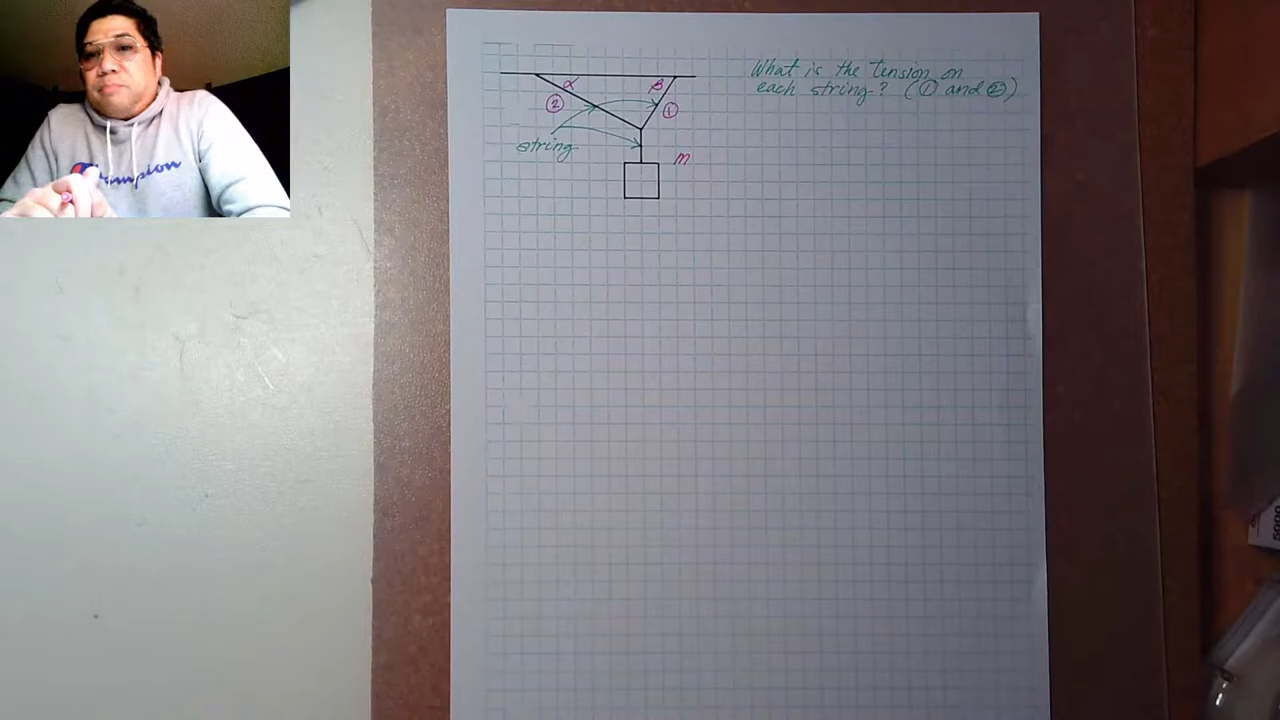 What is the tension on
each string? (① and ②)
α
β
②
①
string
m
Champion